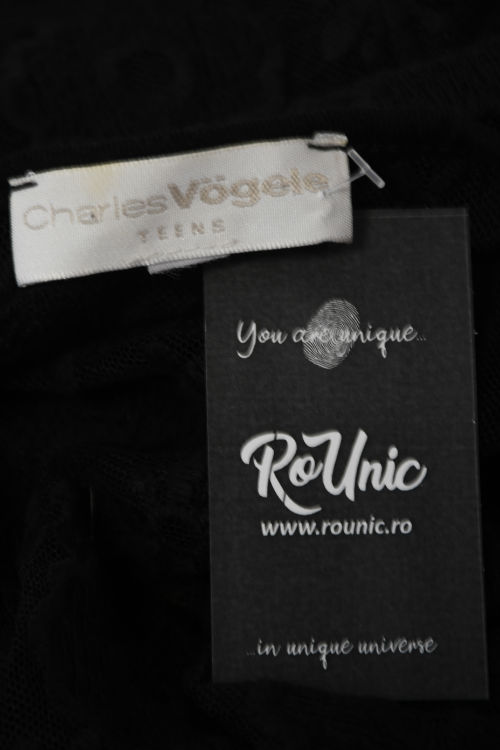 CharlesVögele
TEENS
You are unique...
RoUnic
www.rounic.ro
...in unique universe